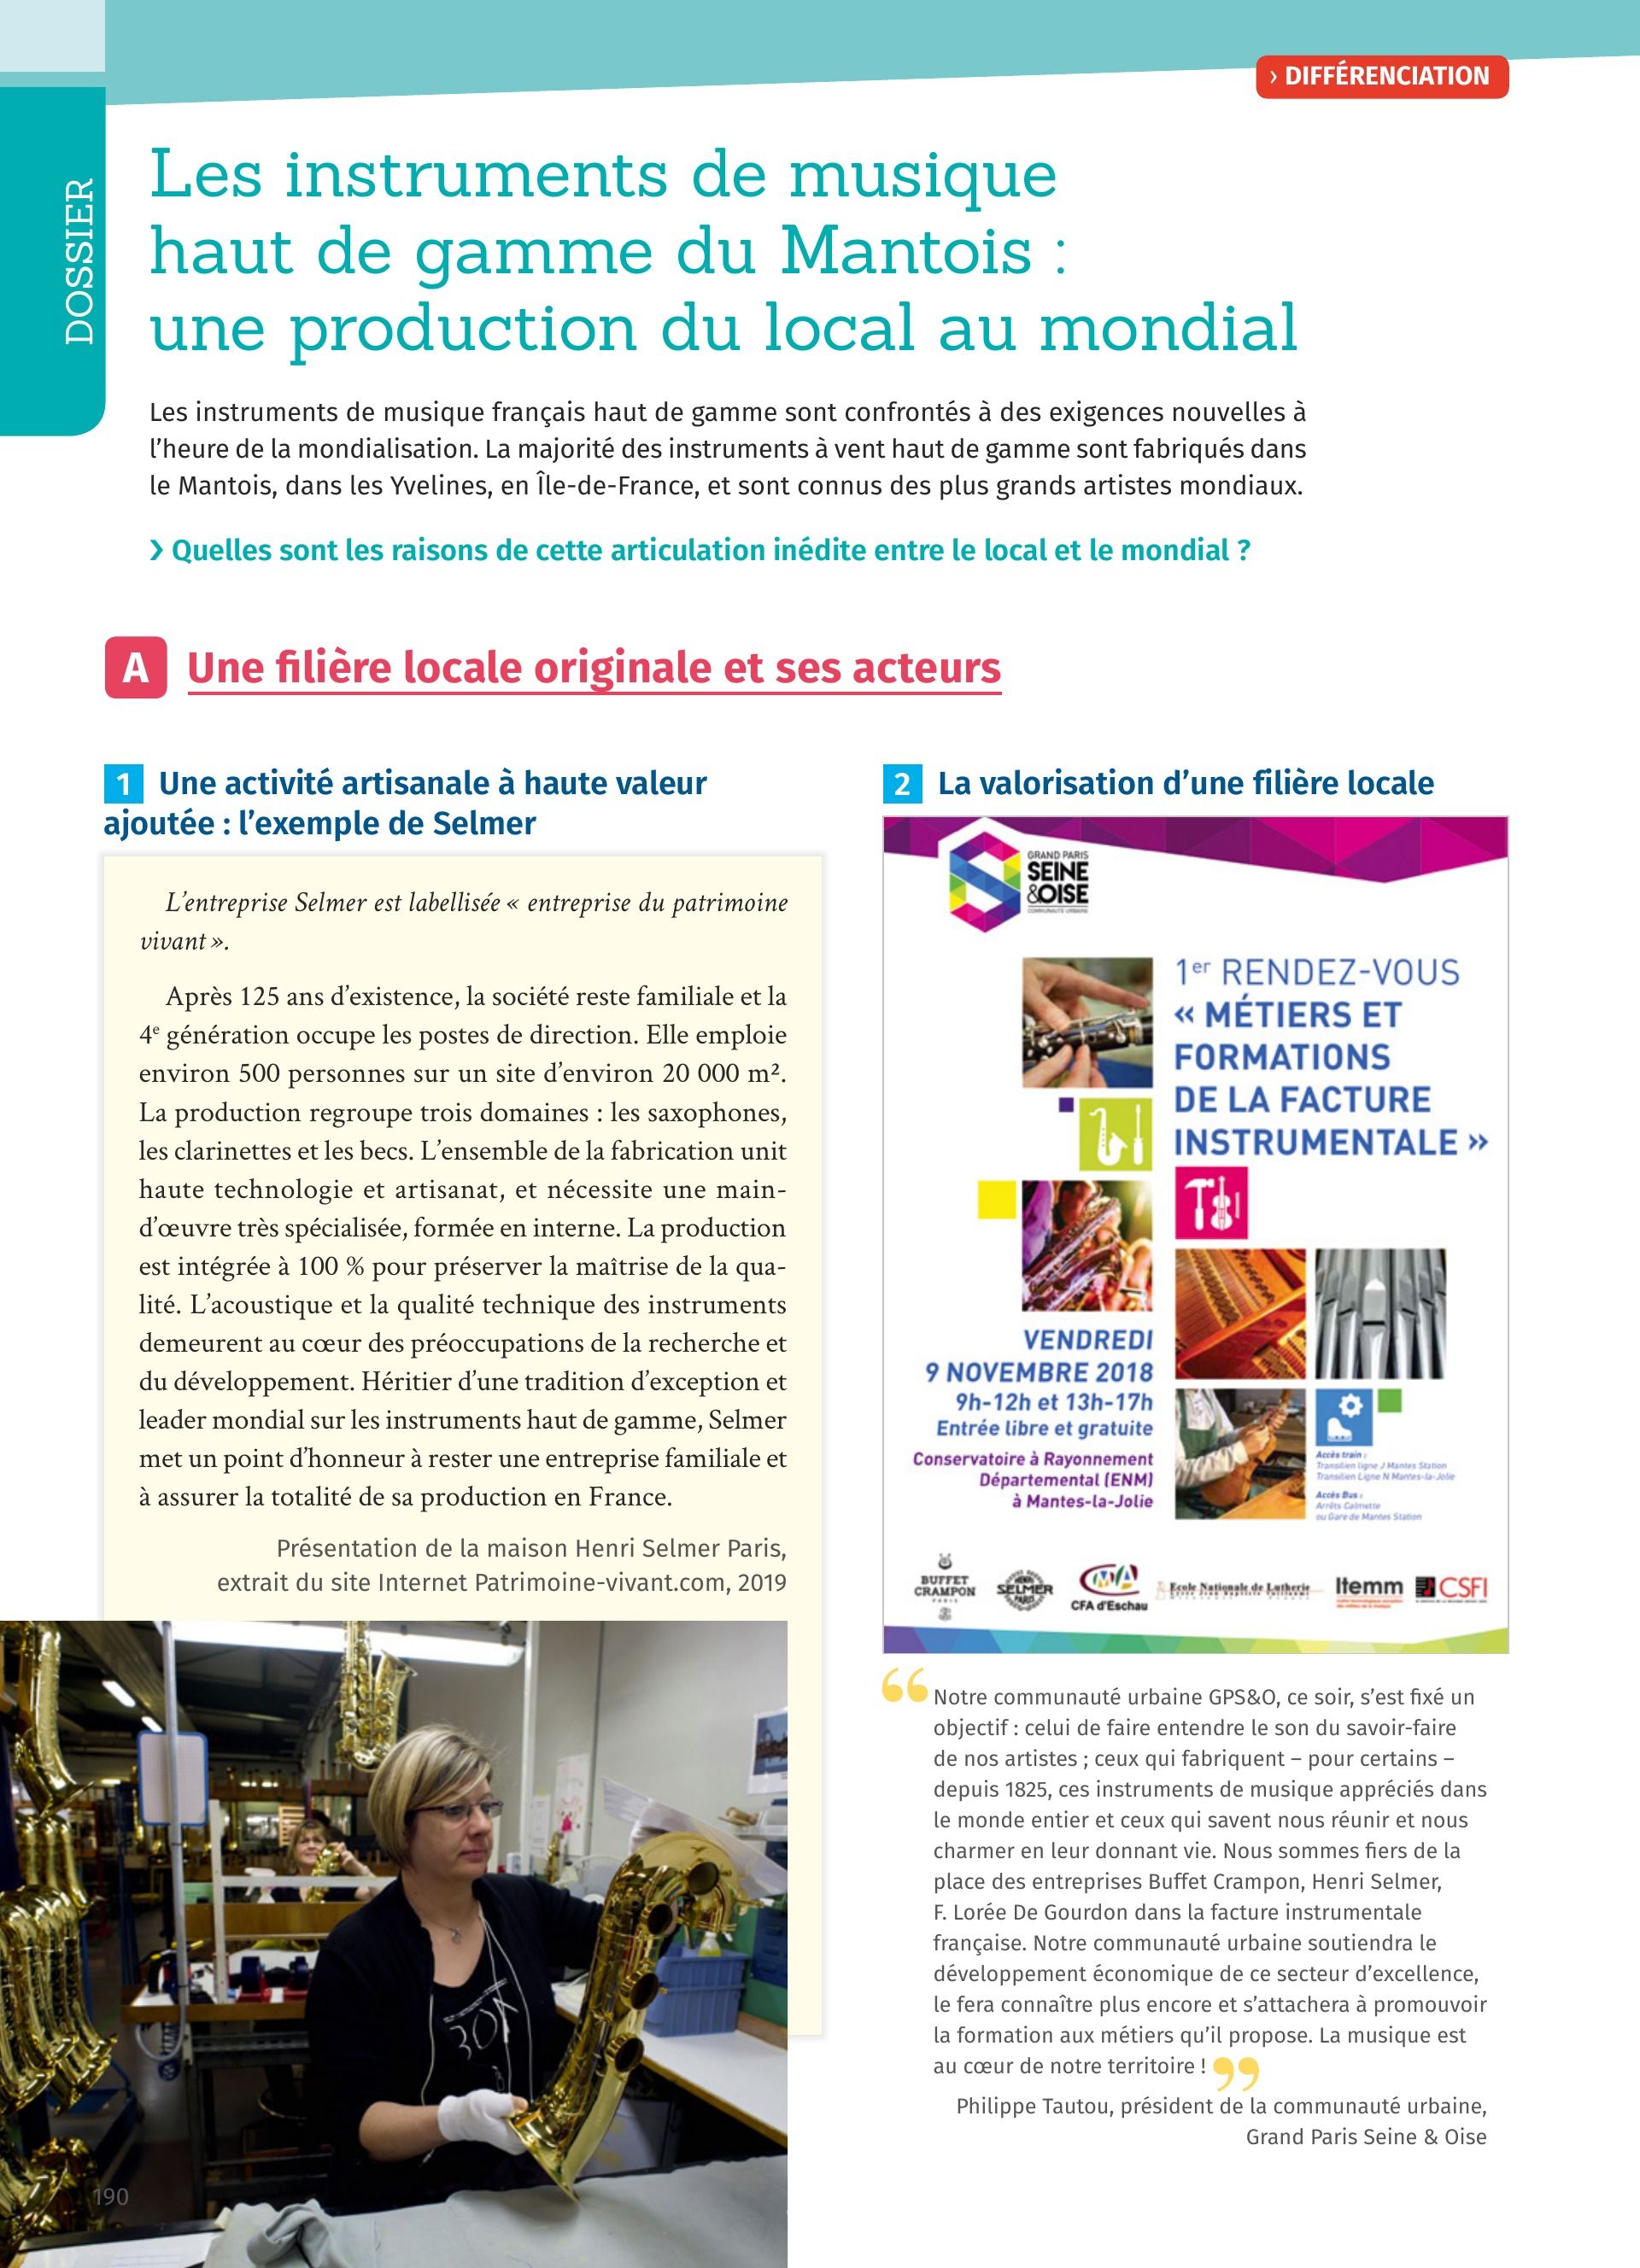 › DIFFÉRENCIATION
DOSSIER
Les instruments de musique
haut de gamme du Mantois :
une production du local au mondial
Les instruments de musique français haut de gamme sont confrontés à des exigences nouvelles à
l’heure de la mondialisation. La majorité des instruments à vent haut de gamme sont fabriqués dans
le Mantois, dans les Yvelines, en Île-de-France, et sont connus des plus grands artistes mondiaux.
› Quelles sont les raisons de cette articulation inédite entre le local et le mondial ?
A Une filière locale originale et ses acteurs
1 Une activité artisanale à haute valeur
ajoutée : l’exemple de Selmer
L’entreprise Selmer est labellisée « entreprise du patrimoine
vivant ».
Après 125 ans d’existence, la société reste familiale et la
4e génération occupe les postes de direction. Elle emploie
environ 500 personnes sur un site d’environ 20 000 m².
La production regroupe trois domaines : les saxophones,
les clarinettes et les becs. L’ensemble de la fabrication unit
haute technologie et artisanat, et nécessite une main-
d’œuvre très spécialisée, formée en interne. La production
est intégrée à 100 % pour préserver la maîtrise de la qua-
lité. L’acoustique et la qualité technique des instruments
demeurent au cœur des préoccupations de la recherche et
du développement. Héritier d’une tradition d’exception et
leader mondial sur les instruments haut de gamme, Selmer
met un point d’honneur à rester une entreprise familiale et
à assurer la totalité de sa production en France.
Présentation de la maison Henri Selmer Paris,
extrait du site Internet Patrimoine-vivant.com, 2019
190
2 La valorisation d’une filière locale
GRAND PARIS
SEINE
&OISE
COMMUNAUTÉ URBAINE
1er RENDEZ-VOUS
« MÉTIERS ET
FORMATIONS
DE LA FACTURE
INSTRUMENTALE »
VENDREDI
9 NOVEMBRE 2018
9h-12h et 13h-17h
Entrée libre et gratuite
Conservatoire à Rayonnement
Départemental (ENM)
à Mantes-la-Jolie
Accès train :
Transilien ligne J Mantes Station
Transilien Ligne N Mantes-la-Jolie
Accès Bus :
Arrêts Calmette
ou Gare de Mantes Station
BUFFET
CRAMPON
PARIS
HENRI
SELMER
PARIS
CMA
CFA d'Eschau
Ecole Nationale de Lutherie
Itemm
CSFI
“ Notre communauté urbaine GPS&O, ce soir, s’est fixé un
objectif : celui de faire entendre le son du savoir-faire
de nos artistes ; ceux qui fabriquent – pour certains –
depuis 1825, ces instruments de musique appréciés dans
le monde entier et ceux qui savent nous réunir et nous
charmer en leur donnant vie. Nous sommes fiers de la
place des entreprises Buffet Crampon, Henri Selmer,
F. Lorée De Gourdon dans la facture instrumentale
française. Notre communauté urbaine soutiendra le
développement économique de ce secteur d’excellence,
le fera connaître plus encore et s’attachera à promouvoir
la formation aux métiers qu’il propose. La musique est
au cœur de notre territoire ! ”
Philippe Tautou, président de la communauté urbaine,
Grand Paris Seine & Oise